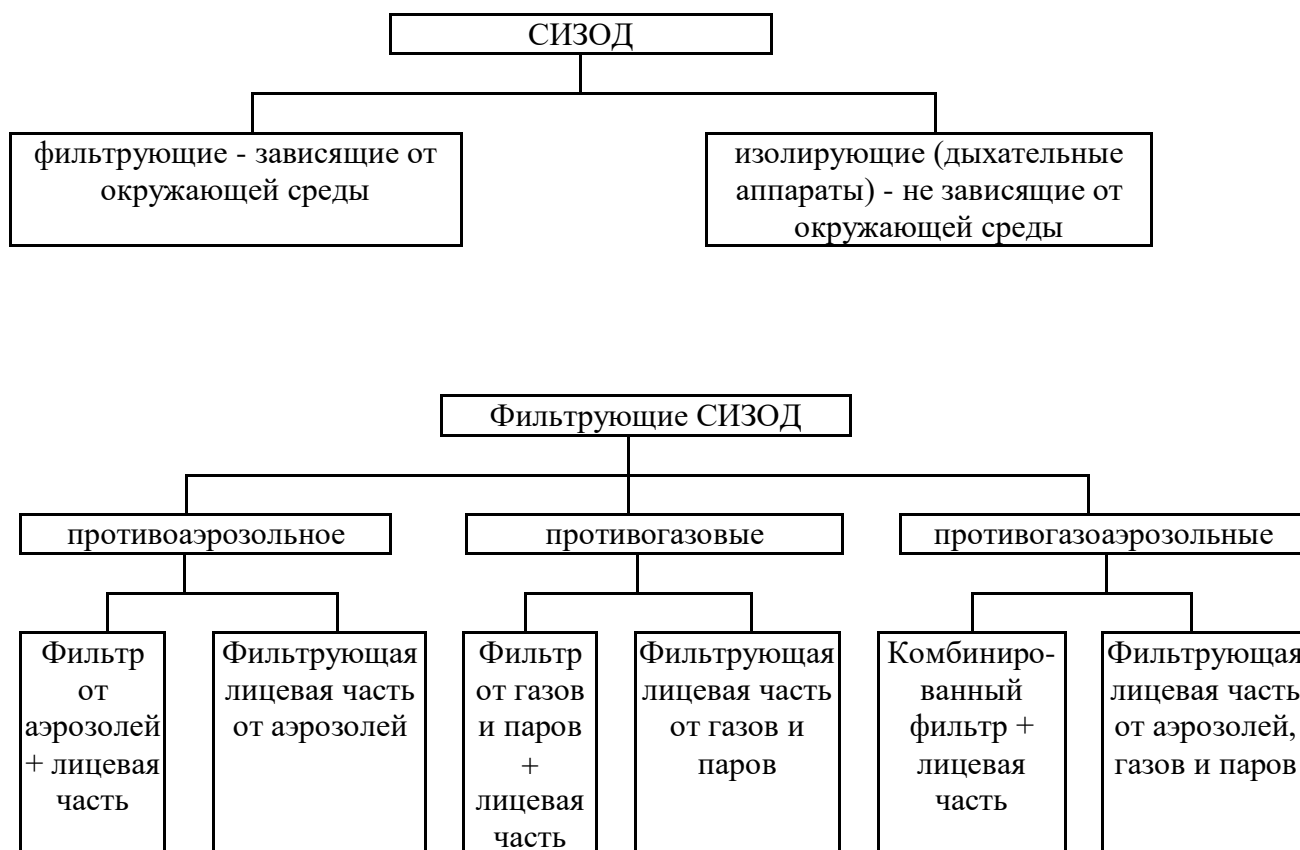 СИЗОД
фильтрующие - зависящие от
окружающей среды
изолирующие (дыхательные
аппараты) - не зависящие от
окружающей среды
Фильтрующие СИЗОД
противоаэрозольное
противогазовые
противогазоаэрозольные
Фильтр
от
аэрозолей
+ лицевая
часть
Фильтрующая
лицевая часть
от аэрозолей
Фильтр
от газов
и паров
+
лицевая
часть
Фильтрующая
лицевая часть
от газов и
паров
Комбиниро-
ванный
фильтр +
лицевая
часть
Фильтрующая
лицевая часть
от аэрозолей,
газов и паров